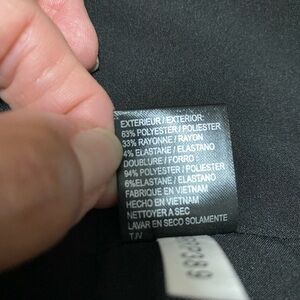 EXTERIEUR / EXTERIOR:
63% POLYESTER / POLIESTER
33% RAYONNE / RAYON
4% ELASTANE / ELASTANO
DOUBLURE / FORRO:
94% POLYESTER / POLIESTER
6%ELASTANE / ELASTANO
FABRIQUE EN VIETNAM
HECHO EN VIETNAM
NETTOYER A SEC
LAVAR EN SECO SOLAMENTE
TJV